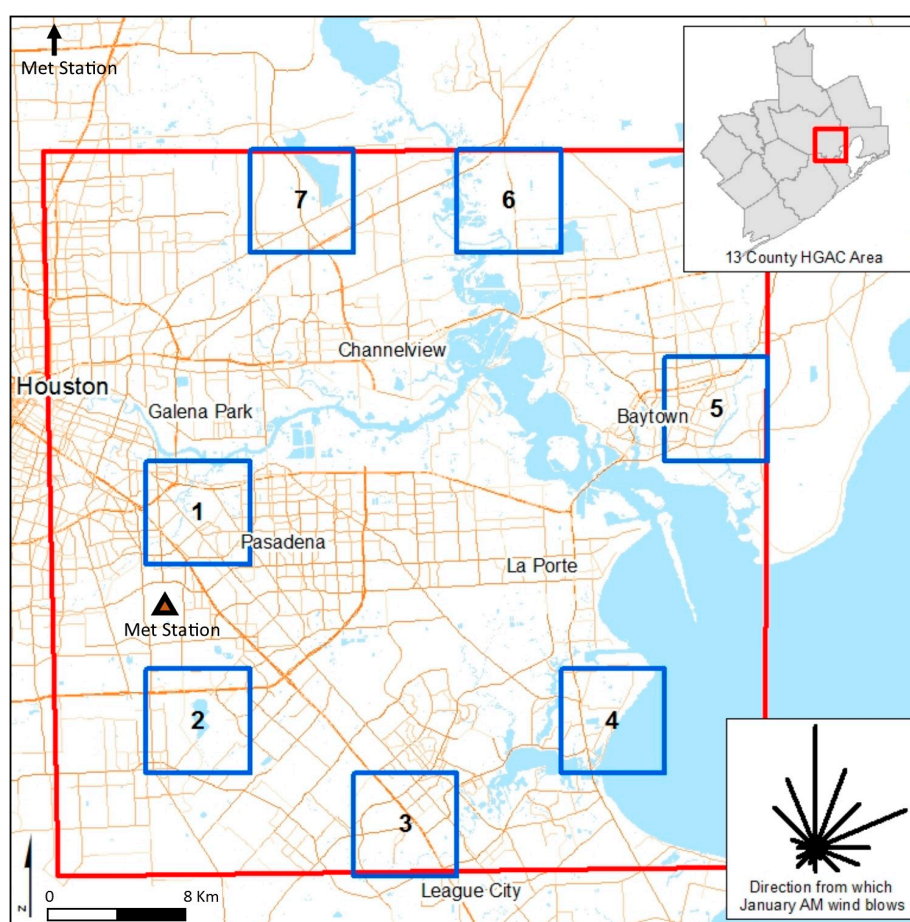 Met Station
7
6
13 County HGAC Area
Channelview
Houston
Galena Park
Baytown
5
1
Pasadena
La Porte
Met Station
2
4
3
League City
N
0 8 Km
Direction from which
January AM wind blows